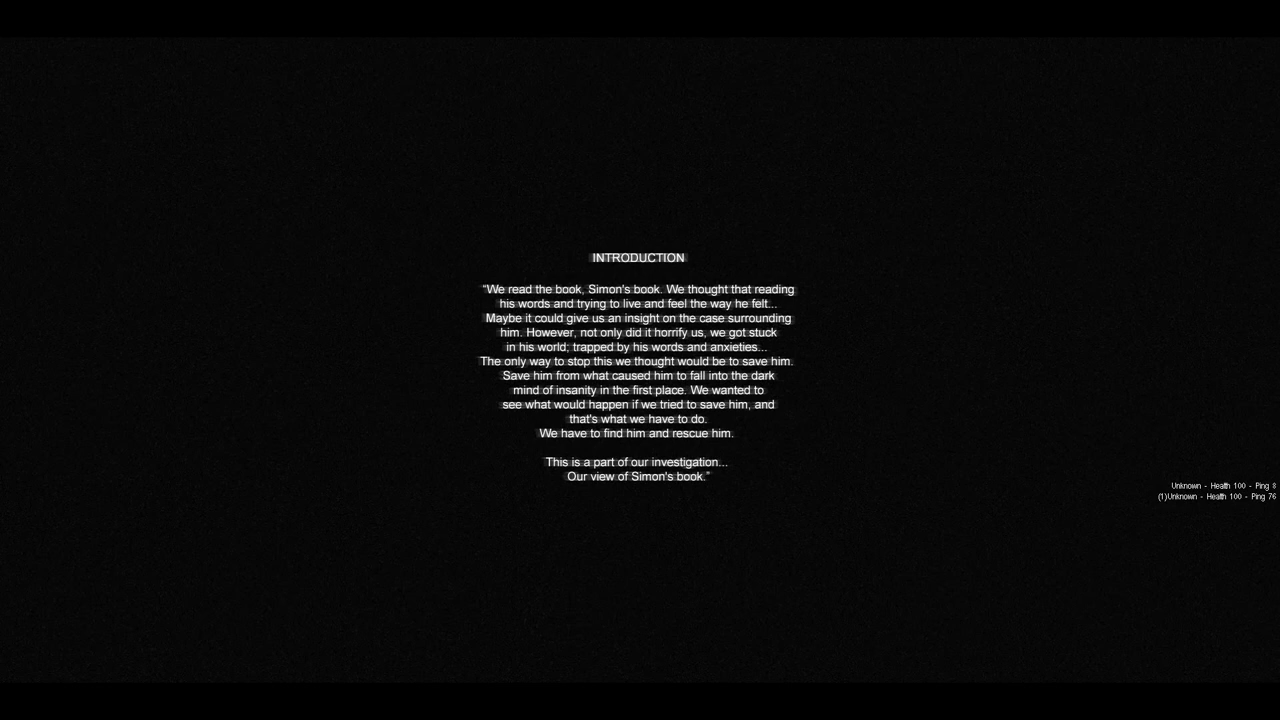 INTRODUCTION
“We read the book, Simon's book. We thought that reading
his words and trying to live and feel the way he felt...
Maybe it could give us an insight on the case surrounding
him. However, not only did it horrify us, we got stuck
in his world; trapped by his words and anxieties...
The only way to stop this we thought would be to save him.
Save him from what caused him to fall into the dark
mind of insanity in the first place. We wanted to
see what would happen if we tried to save him, and
that's what we have to do.
We have to find him and rescue him.
This is a part of our investigation...
Our view of Simon's book.”
Unknown - Health 100 - Ping 8
(1)Unknown - Health 100 - Ping 76